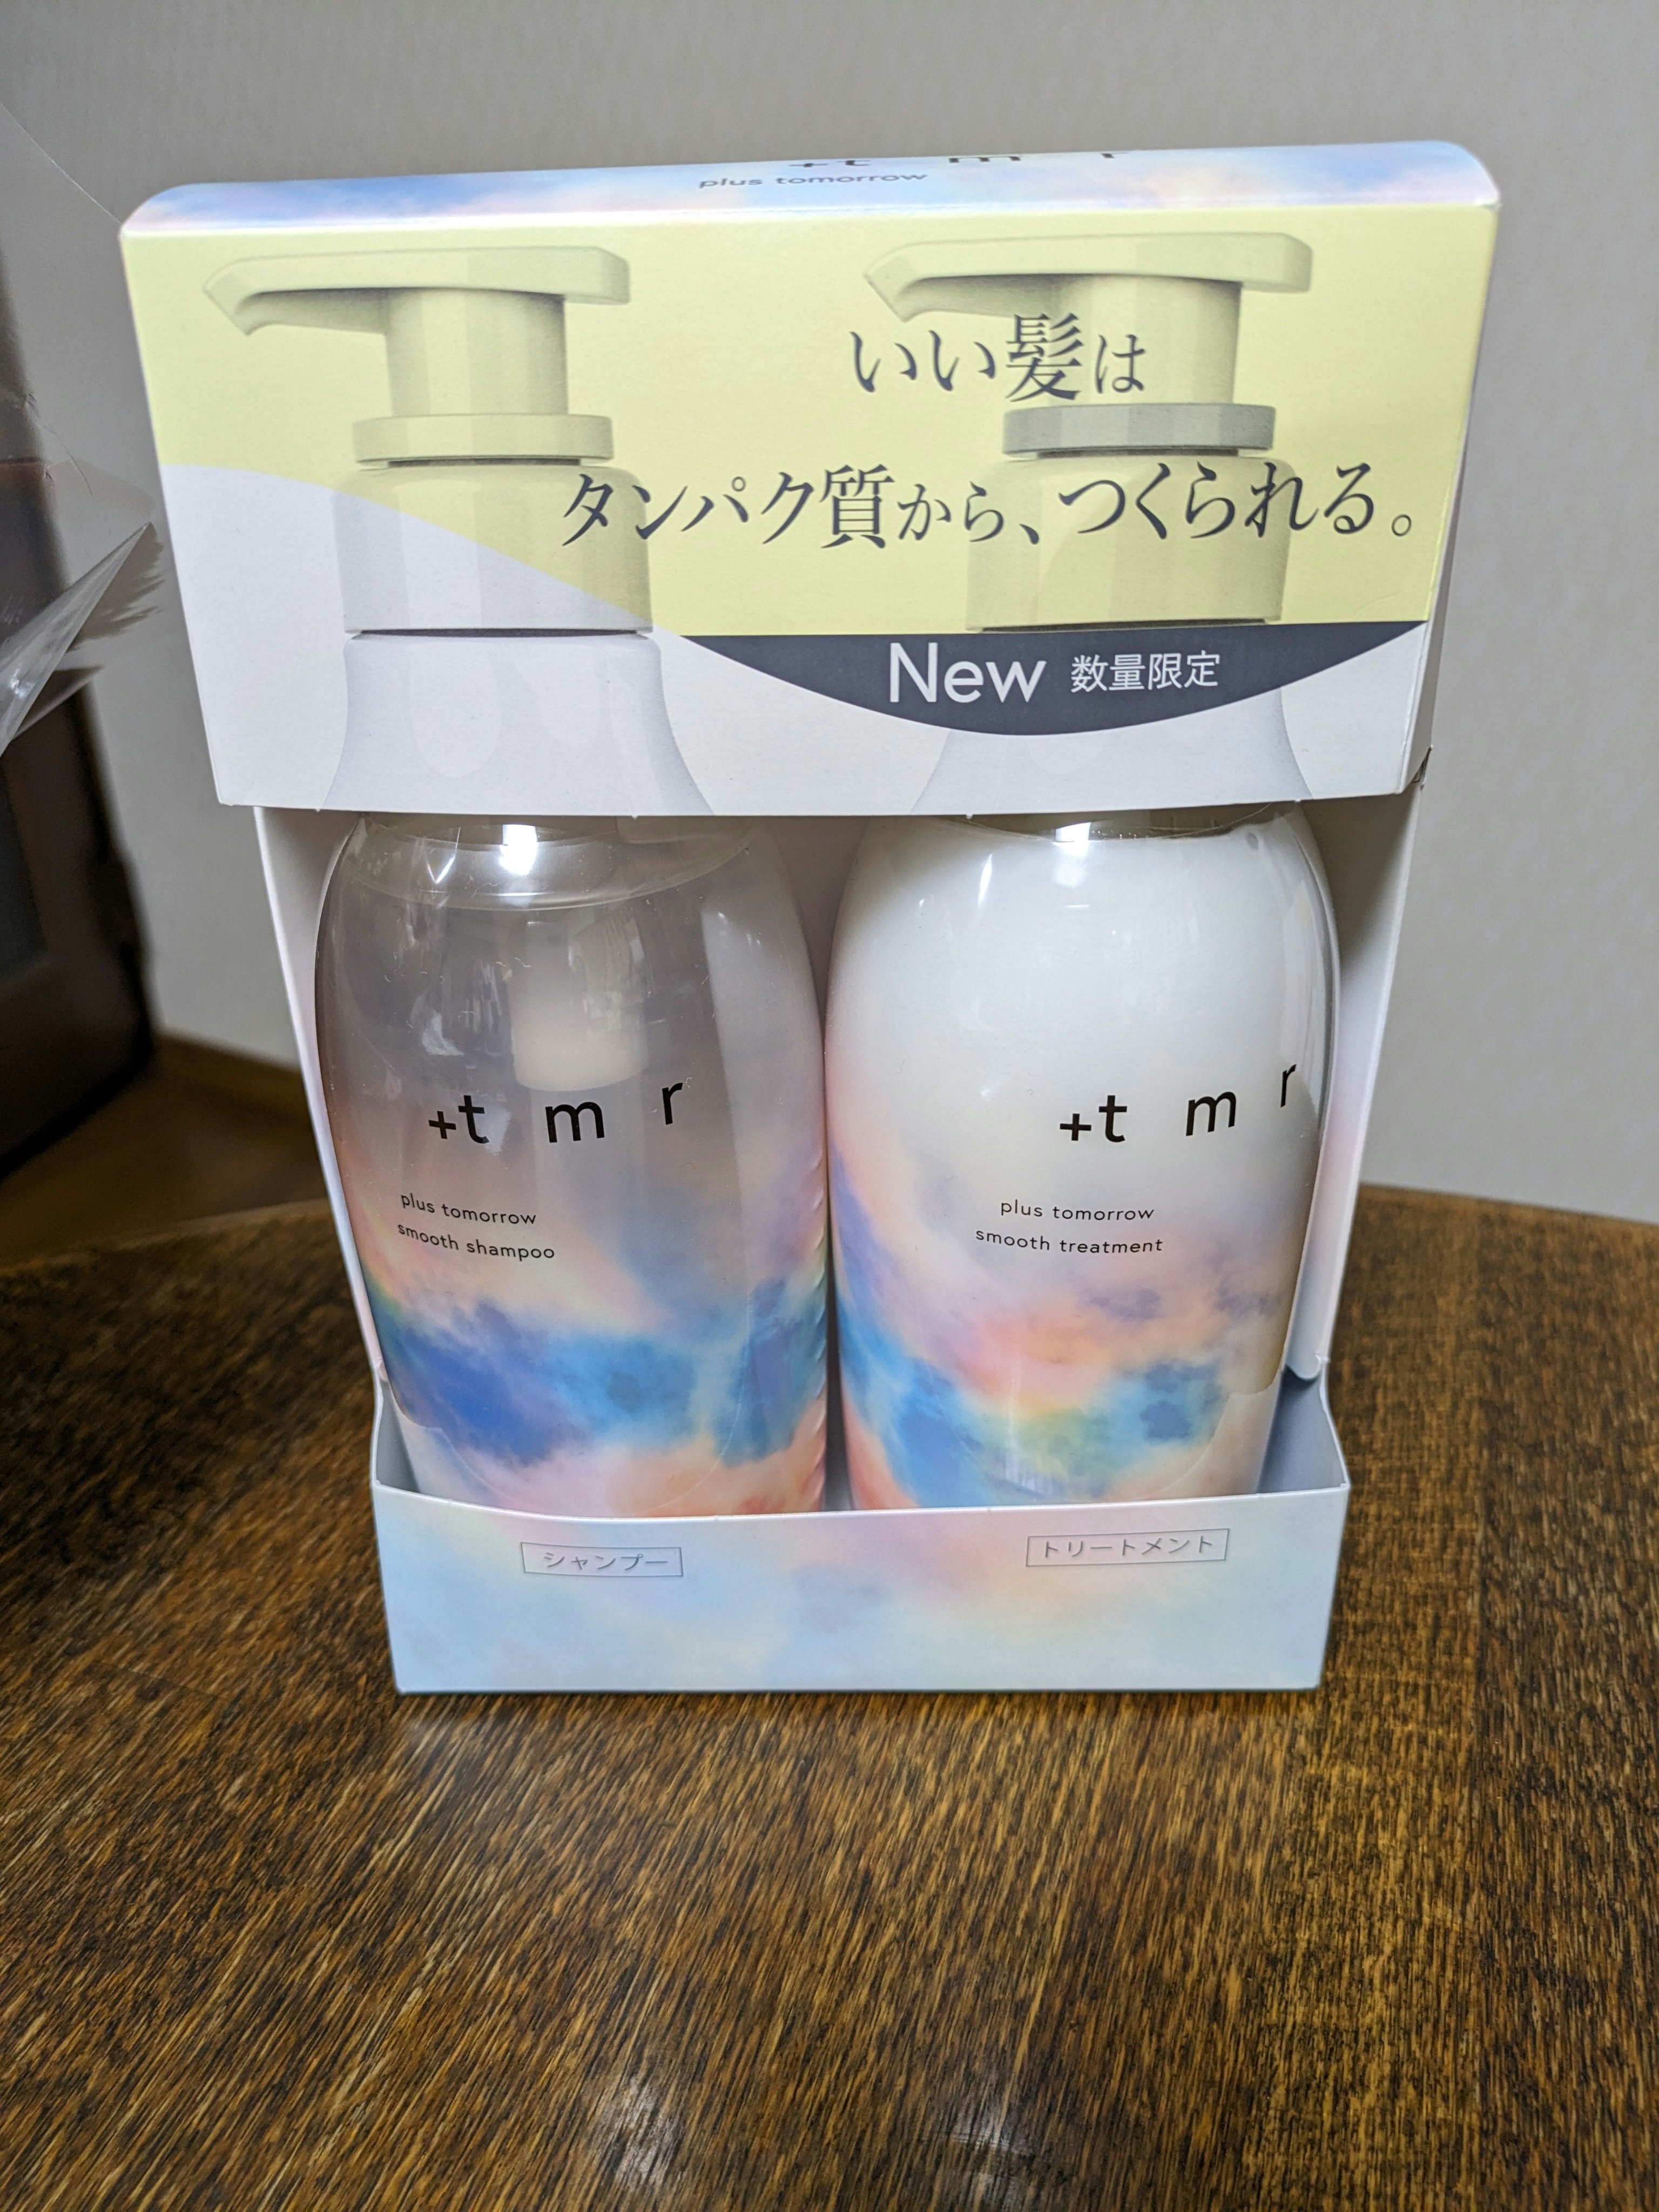 +t m r
plus tomorrow
いい髪は
タンパク質から、つくられる。
New 数量限定
+t m r
plus tomorrow
smooth shampoo
+t m r
plus tomorrow
smooth treatment
シャンプー
トリートメント